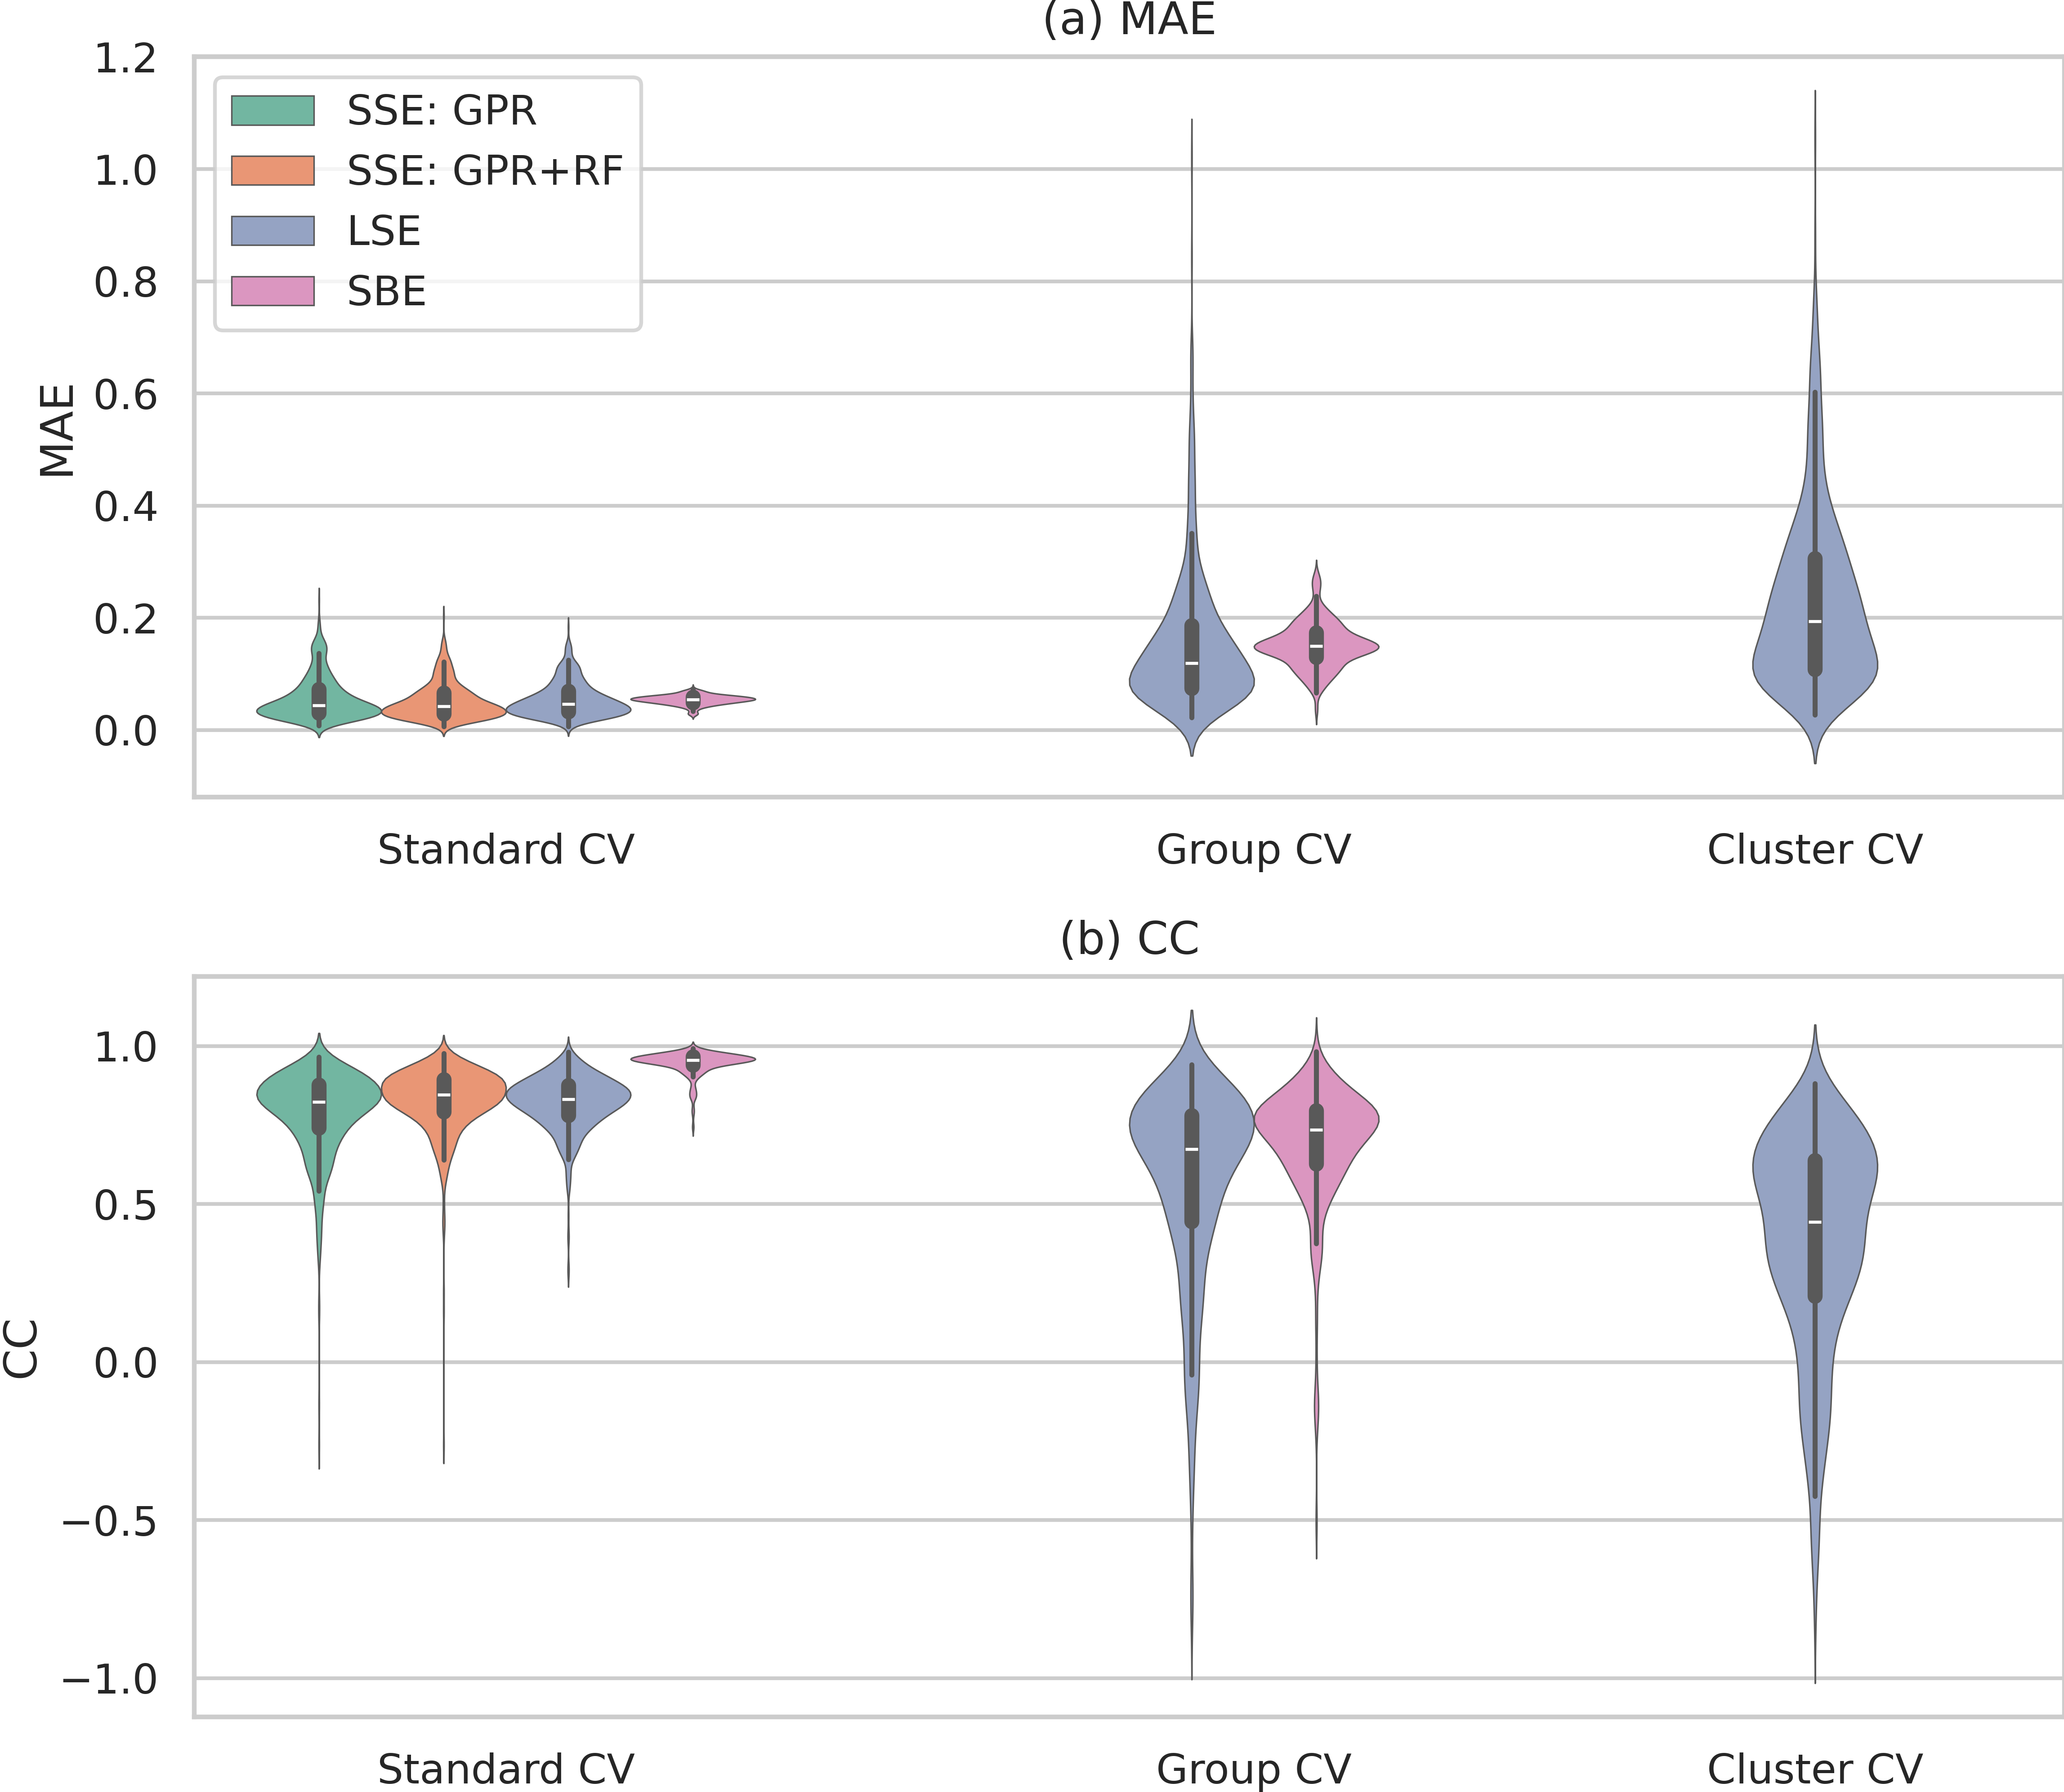 (a) MAE
1.2
1.0
0.8
0.6
0.4
0.2
0.0
MAE
SSE: GPR
SSE: GPR+RF
LSE
SBE
Standard CV
Group CV
Cluster CV
(b) CC
1.0
0.5
0.0
−0.5
−1.0
CC
Standard CV
Group CV
Cluster CV